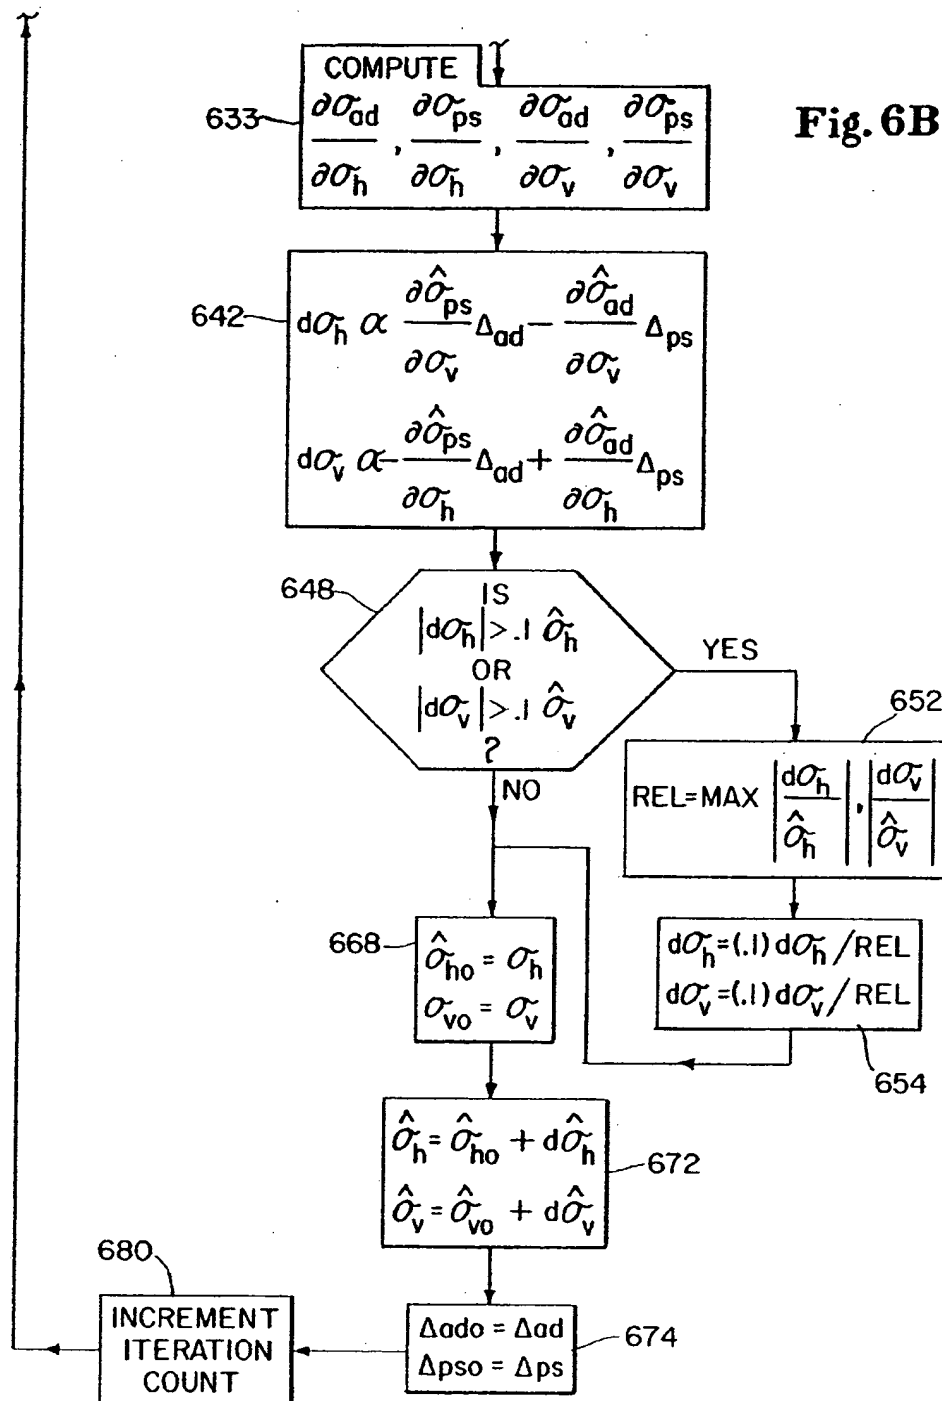 Fig. 6B
COMPUTE
633
∂σad/∂σh , ∂σps/∂σh , ∂σad/∂σv , ∂σps/∂σv
642
dσh ∝ ∂σ̂ps/∂σv Δad − ∂σ̂ad/∂σv Δps
dσv ∝ − ∂σ̂ps/∂σh Δad + ∂σ̂ad/∂σh Δps
648
IS
|dσh| > .1 σ̂h
OR
|dσv| > .1 σ̂v
?
YES
NO
652
REL=MAX |dσh/σ̂h| , |dσv/σ̂v|
654
dσh=(.1) dσh/REL
dσv=(.1) dσv/REL
668
σ̂ho = σh
σvo = σv
672
σ̂h = σ̂ho + dσ̂h
σ̂v = σ̂vo + dσ̂v
674
Δado = Δad
Δpso = Δps
680
INCREMENT
ITERATION
COUNT